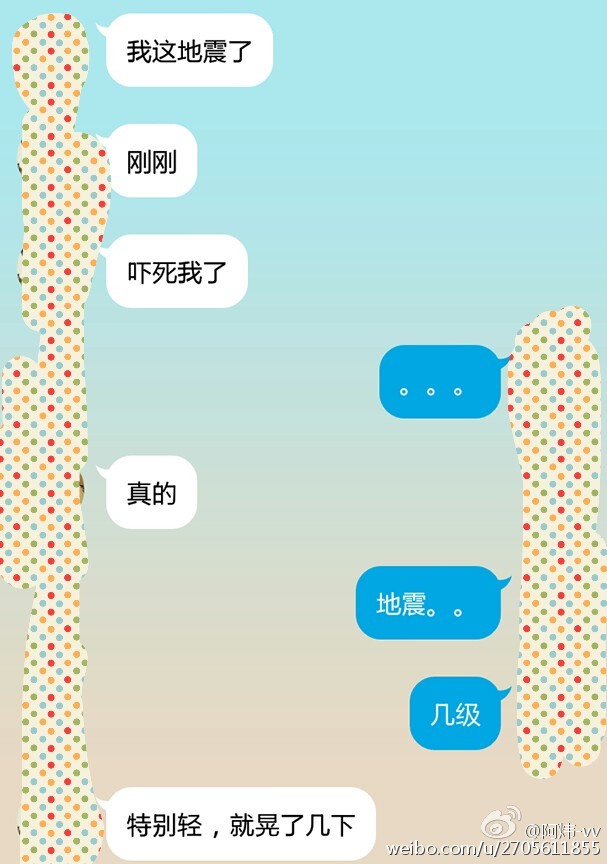 我这地震了
刚刚
吓死我了
。。。
真的
地震。。
几级
特别轻，就晃了几下
@阿炜-vv
weibo.com/u/2705611855